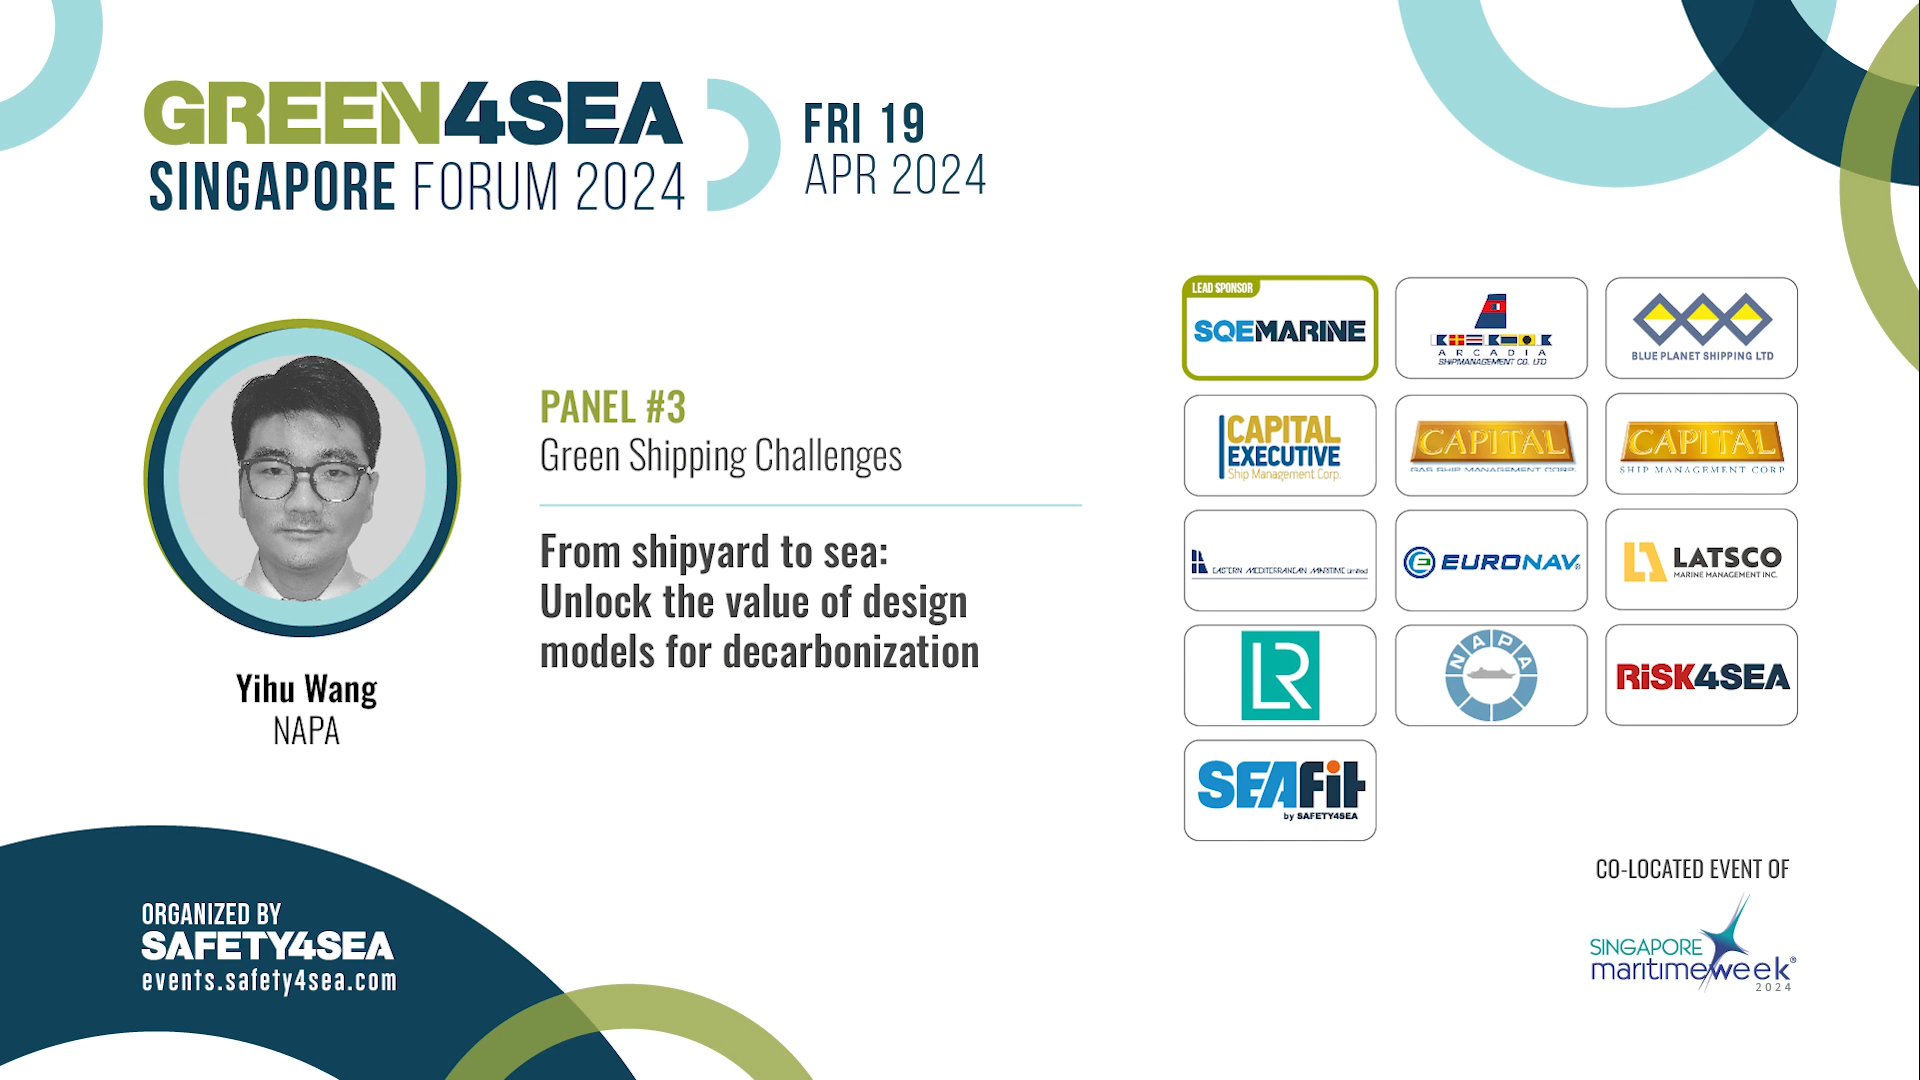 GREEN4SEA
SINGAPORE FORUM 2024
FRI 19
APR 2024
PANEL #3
Green Shipping Challenges
From shipyard to sea:
Unlock the value of design
models for decarbonization
Yihu Wang
NAPA
LEAD SPONSOR
SQEMARINE
ARCADIA
SHIPMANAGEMENT CO. LTD
BLUE PLANET SHIPPING LTD
CAPITAL
EXECUTIVE
Ship Management Corp.
CAPITAL
GAS SHIP MANAGEMENT CORP.
CAPITAL
SHIP MANAGEMENT CORP
EASTERN MEDITERRANEAN MARITIME Limited
EURONAV®
LATSCO
MARINE MANAGEMENT INC.
LR
NAPA
RiSK4SEA
SEAFiT
by SAFETY4SEA
CO-LOCATED EVENT OF
SINGAPORE
maritimeweek®
2024
ORGANIZED BY
SAFETY4SEA
events.safety4sea.com